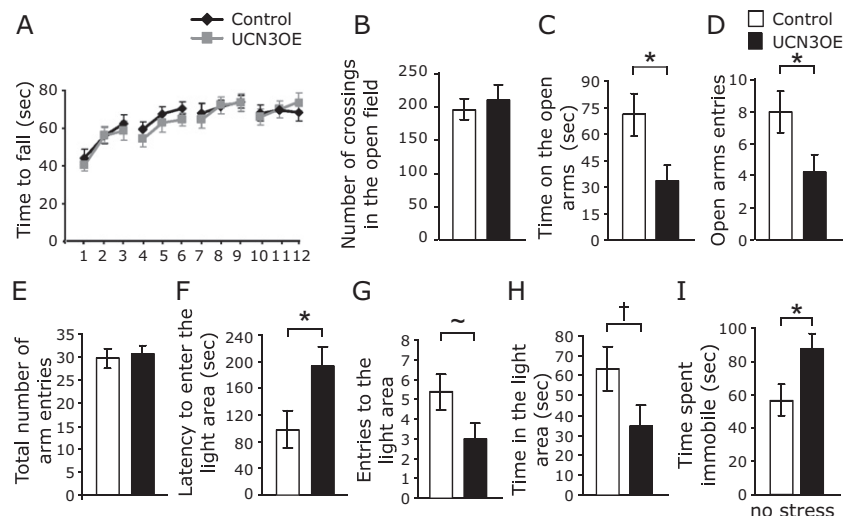 A
Control
UCN3OE
Time to fall (sec)
80
60
40
20
0
1 2 3 4 5 6 7 8 9 10 11 12
B
Number of crossings
in the open field
250
200
150
100
50
0
C
Time on the open
arms (sec)
90
75
60
45
30
15
0
*
D
Control
UCN3OE
Open arms entries
10
8
6
4
2
0
*
E
Total number of
arm entries
35
30
25
20
15
10
5
0
F
Latency to enter the
light area (sec)
240
200
160
120
80
40
0
*
G
Entries to the
light area
8
7
6
5
4
3
2
1
0
~
H
Time in the light
area (sec)
80
70
60
50
40
30
20
10
0
†
I
Time spent
immobile (sec)
100
80
60
40
20
0
*
no stress